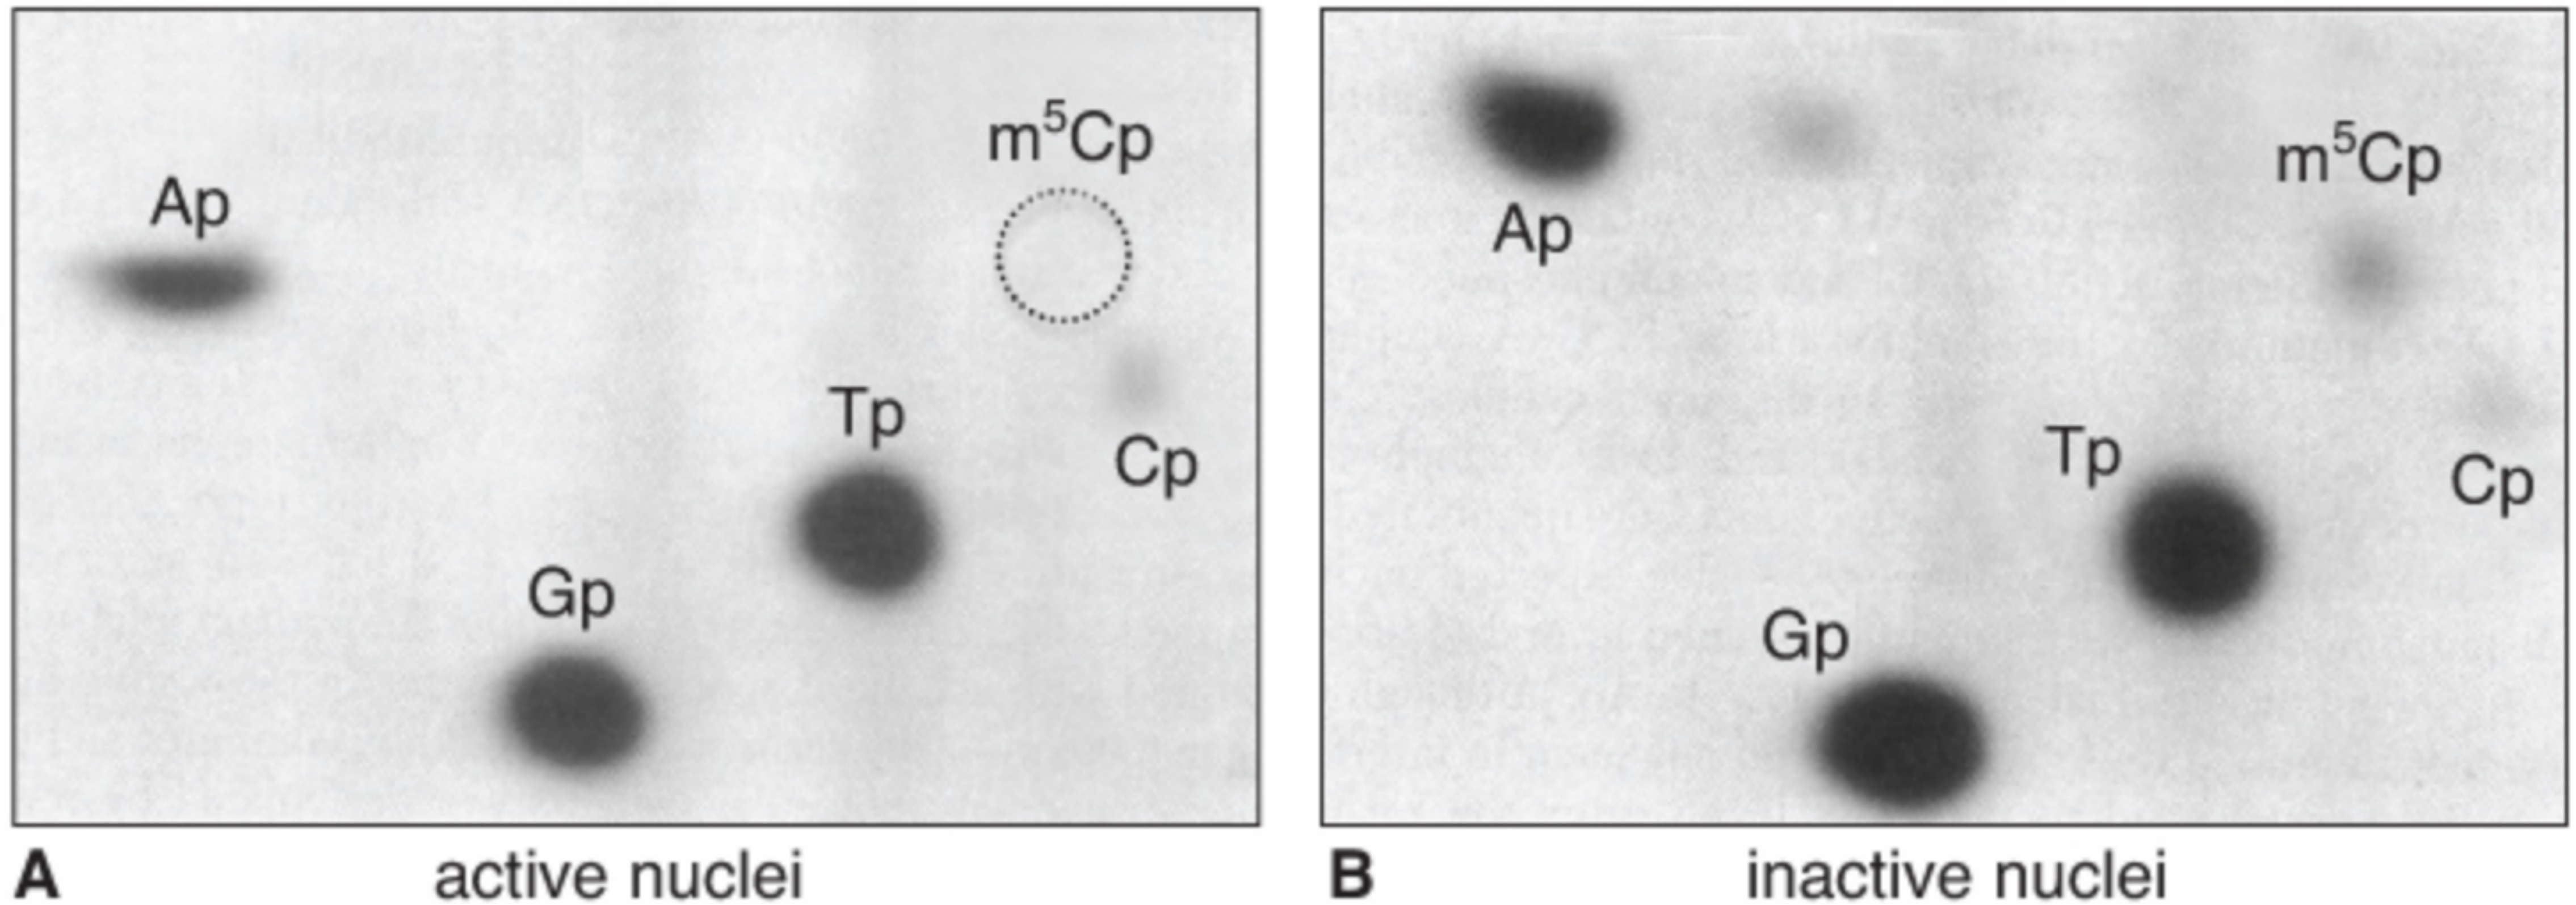 m⁵Cp
Ap
Tp
Cp
Gp
A active nuclei
m⁵Cp
Ap
Tp
Cp
Gp
B inactive nuclei